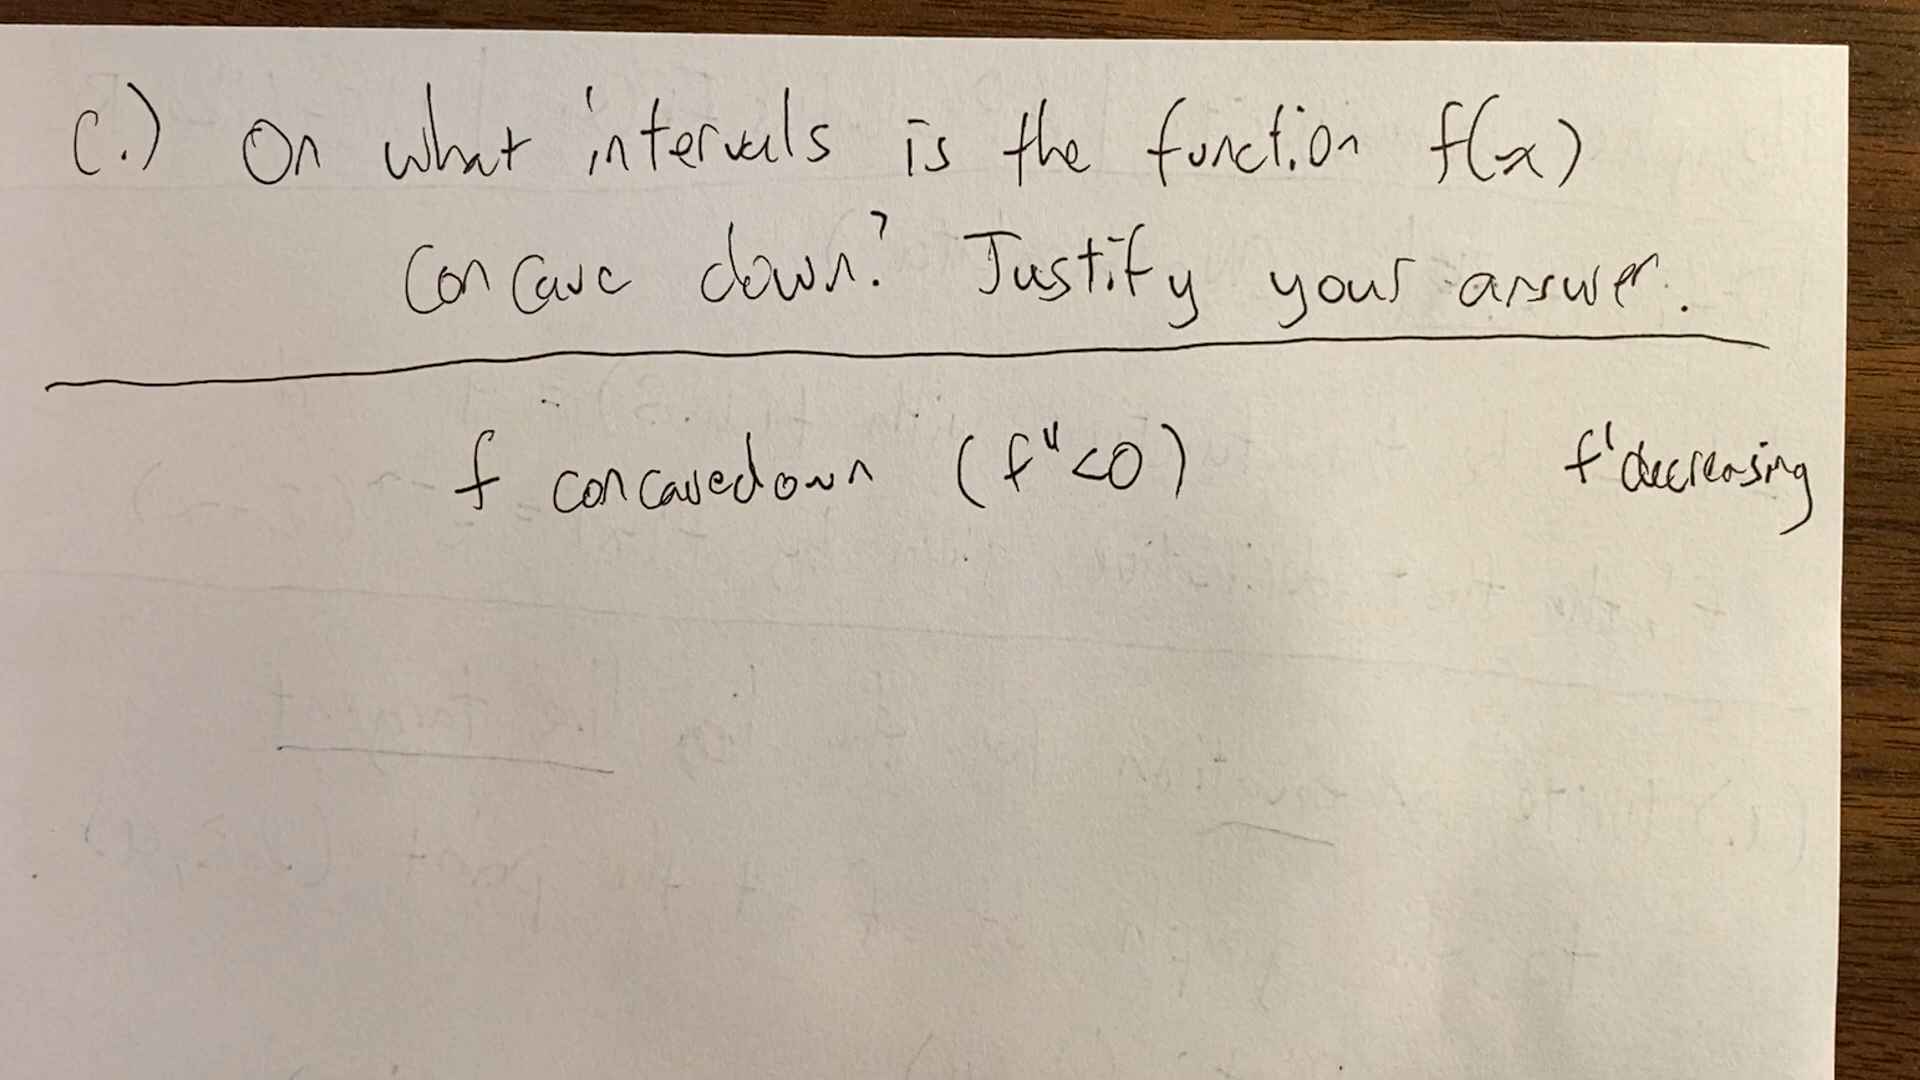 C.) On what intervals is the function f(x)
concave down? Justify your answer.
f concavedown (f"<0) f' decreasing